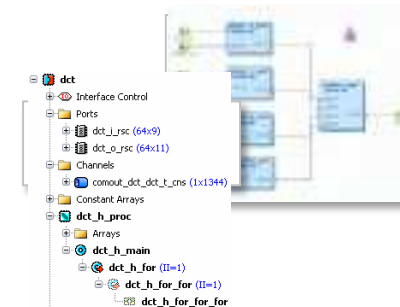 dct
Interface Control
Ports
dct_i_rsc (64x9)
dct_o_rsc (64x11)
Channels
comout_dct_dct_t_cns (1x1344)
Constant Arrays
dct_h_proc
Arrays
dct_h_main
dct_h_for (II=1)
dct_h_for_for (II=1)
dct_h_for_for_for